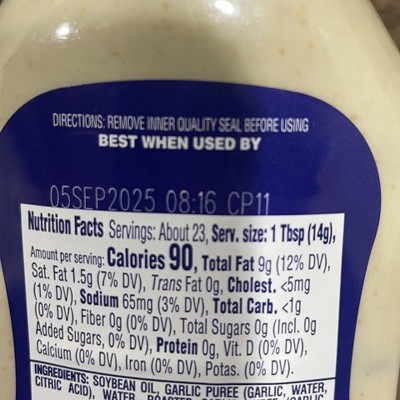 DIRECTIONS: REMOVE INNER QUALITY SEAL BEFORE USING
BEST WHEN USED BY
05SEP2025 08:16 CP11
Nutrition Facts Servings: About 23, Serv. size: 1 Tbsp (14g),
Amount per serving: Calories 90, Total Fat 9g (12% DV),
Sat. Fat 1.5g (7% DV), Trans Fat 0g, Cholest. <5mg
(1% DV), Sodium 65mg (3% DV), Total Carb. <1g
(0% DV), Fiber 0g (0% DV), Total Sugars 0g (Incl. 0g
Added Sugars, 0% DV), Protein 0g, Vit. D (0% DV),
Calcium (0% DV), Iron (0% DV), Potas. (0% DV).
INGREDIENTS: SOYBEAN OIL, GARLIC PUREE (GARLIC, WATER,
CITRIC ACID), WATER, ROASTED